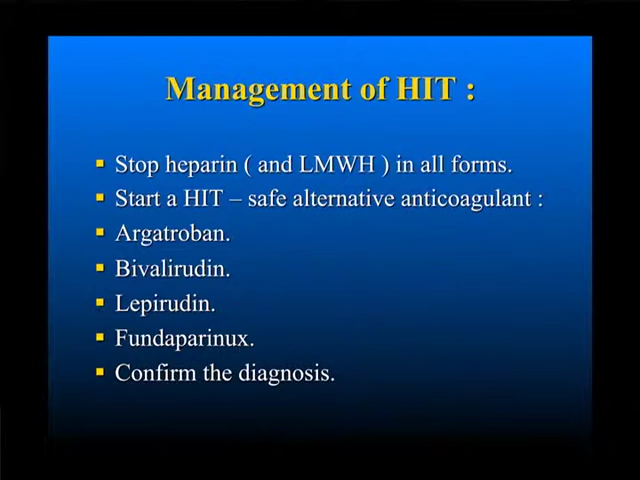 Management of HIT :
Stop heparin ( and LMWH ) in all forms.
Start a HIT – safe alternative anticoagulant :
Argatroban.
Bivalirudin.
Lepirudin.
Fundaparinux.
Confirm the diagnosis.